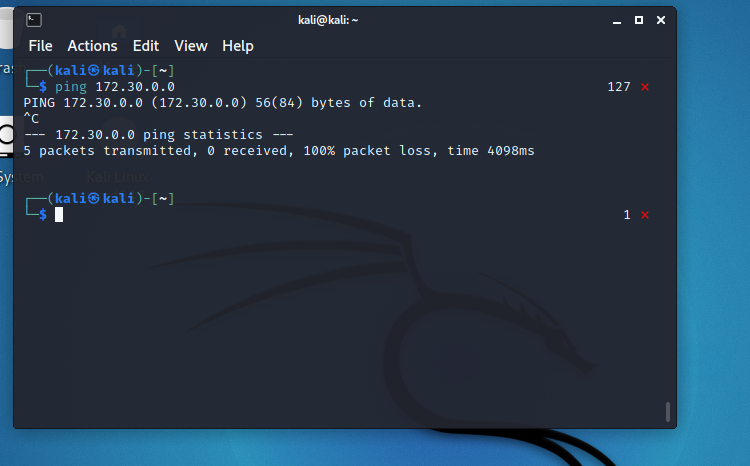 kali@kali: ~
File Actions Edit View Help
┌──(kali㉿kali)-[~]
└─$ ping 172.30.0.0 127 ⨯
PING 172.30.0.0 (172.30.0.0) 56(84) bytes of data.
^C
--- 172.30.0.0 ping statistics ---
5 packets transmitted, 0 received, 100% packet loss, time 4098ms
┌──(kali㉿kali)-[~]
└─$ 1 ⨯